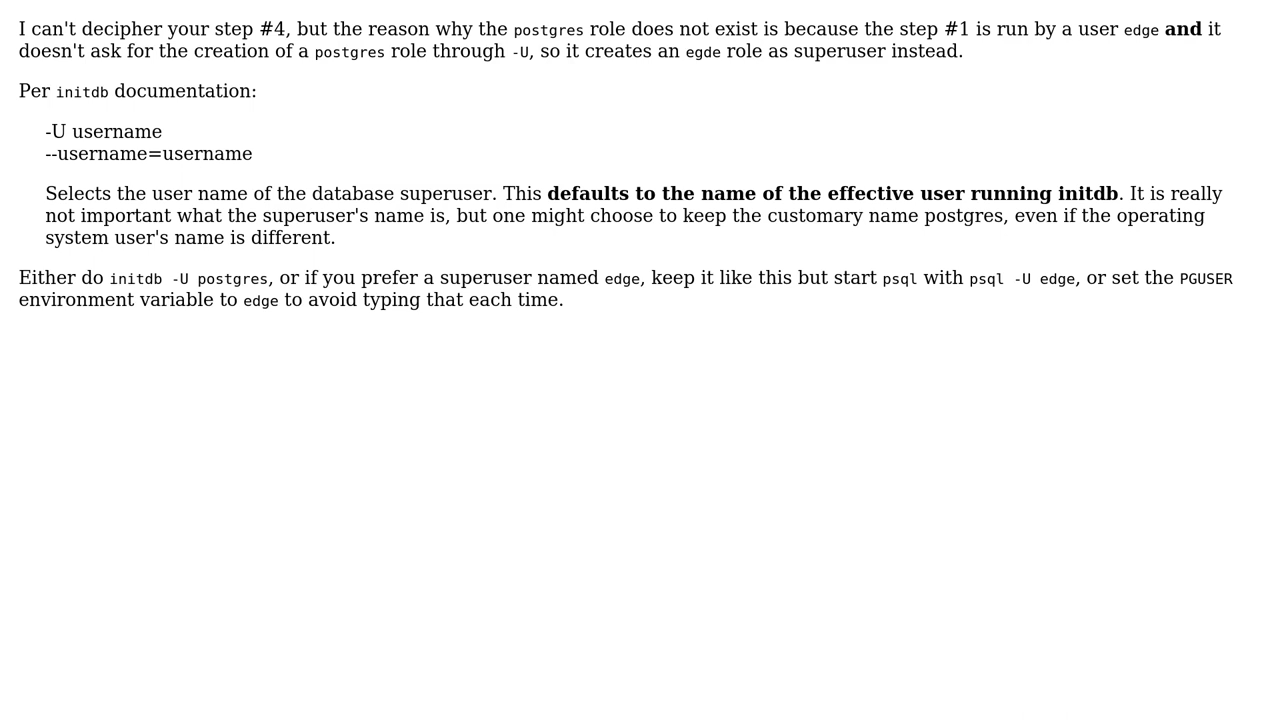 I can't decipher your step #4, but the reason why the postgres role does not exist is because the step #1 is run by a user edge and it
doesn't ask for the creation of a postgres role through -U, so it creates an egde role as superuser instead.
Per initdb documentation:
-U username
--username=username
Selects the user name of the database superuser. This defaults to the name of the effective user running initdb. It is really
not important what the superuser's name is, but one might choose to keep the customary name postgres, even if the operating
system user's name is different.
Either do initdb -U postgres, or if you prefer a superuser named edge, keep it like this but start psql with psql -U edge, or set the PGUSER
environment variable to edge to avoid typing that each time.